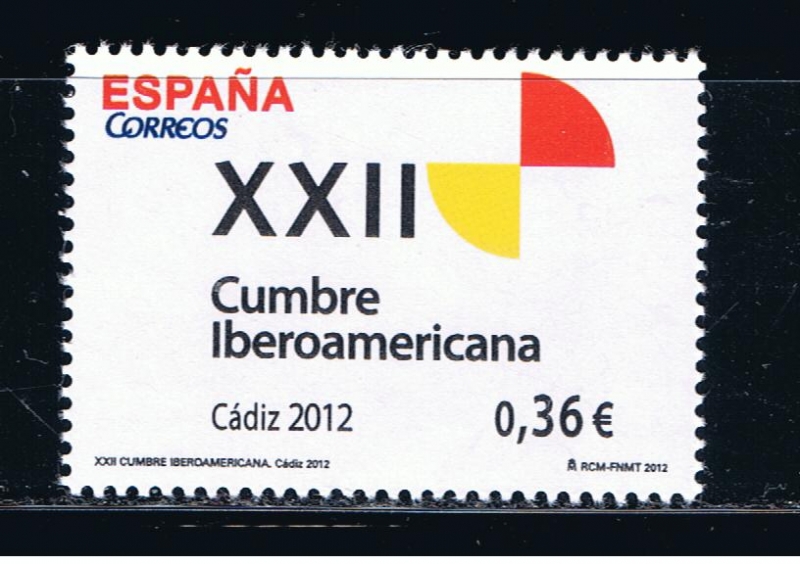 ESPAÑA
CORREOS
XXII
Cumbre
Iberoamericana
Cádiz 2012
0,36 €
XXII CUMBRE IBEROAMERICANA. Cádiz 2012
RCM-FNMT 2012